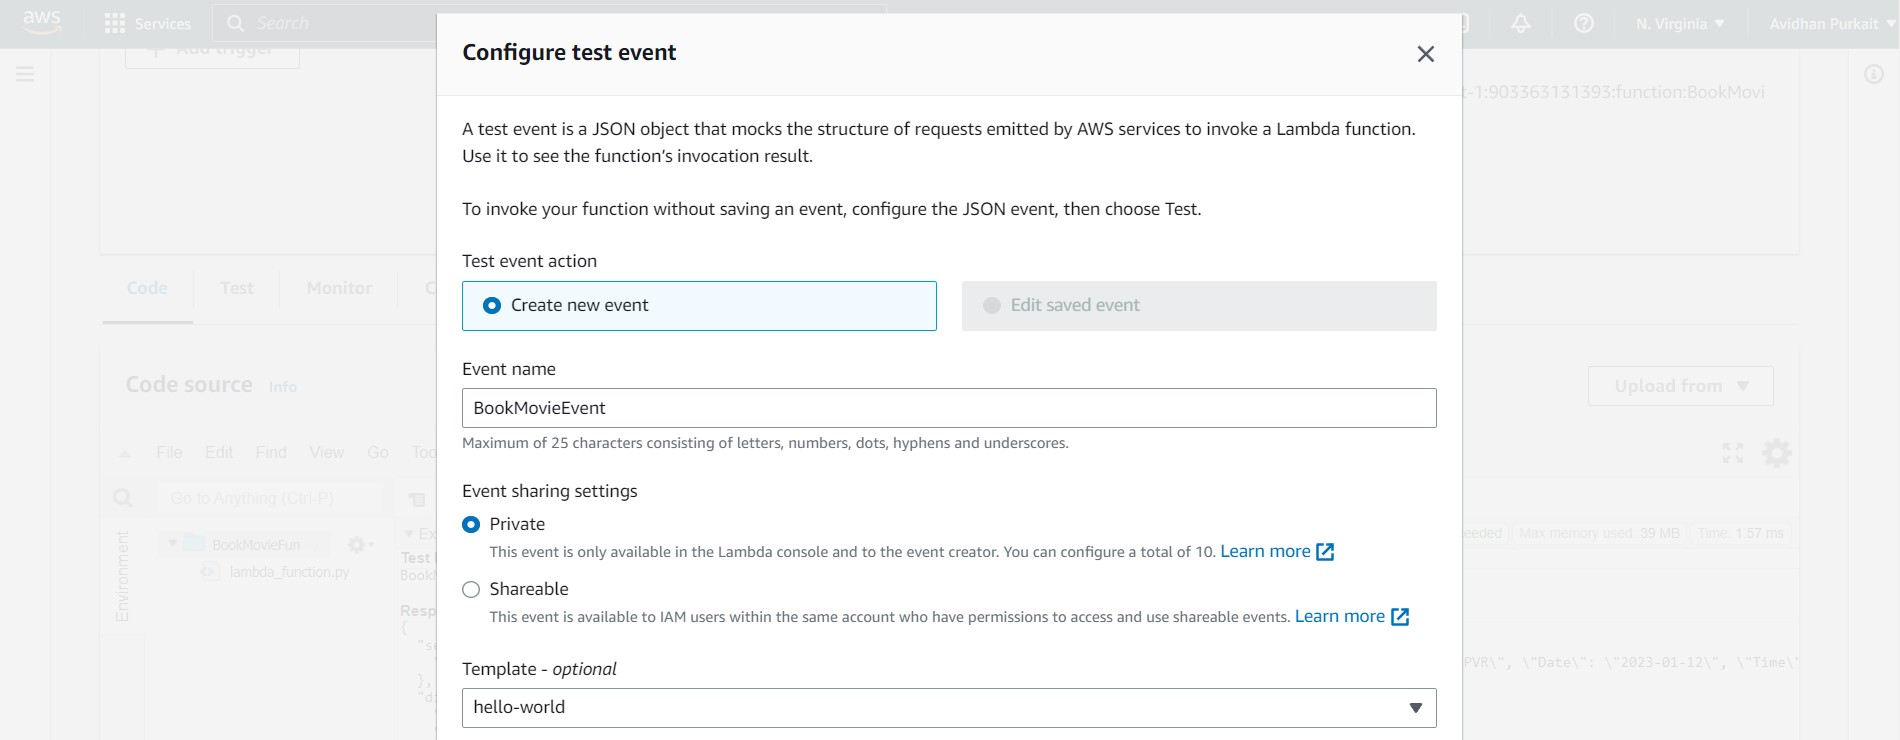 aws
Services
Search
N. Virginia
Avidhan Purkait
Add trigger
t-1:903363131393:function:BookMovi
Configure test event
A test event is a JSON object that mocks the structure of requests emitted by AWS services to invoke a Lambda function.
Use it to see the function's invocation result.
To invoke your function without saving an event, configure the JSON event, then choose Test.
Test event action
Create new event
Edit saved event
Event name
BookMovieEvent
Maximum of 25 characters consisting of letters, numbers, dots, hyphens and underscores.
Event sharing settings
Private
This event is only available in the Lambda console and to the event creator. You can configure a total of 10. Learn more
Shareable
This event is available to IAM users within the same account who have permissions to access and use shareable events. Learn more
Template - optional
hello-world
Code
Test
Monitor
C
Code source Info
Upload from
File Edit Find View Go Too
Go to Anything (Ctrl-P)
Environment
BookMovieFun
lambda_function.py
Ex
Test
BookM
Resp
{
"se
},
"d
eeded
Max memory used: 39 MB
Time: 1.57 ms
PVR\", \"Date\": \"2023-01-12\", \"Time\"